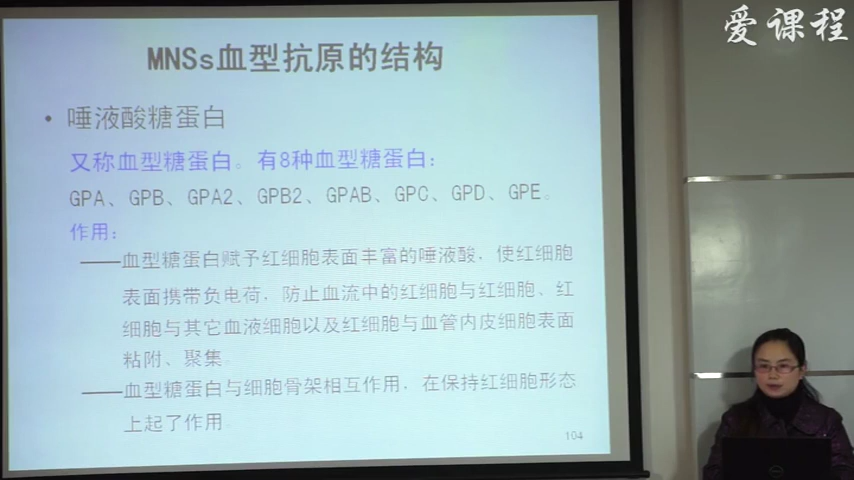 爱课程
MNSs血型抗原的结构
• 唾液酸糖蛋白
又称血型糖蛋白。有8种血型糖蛋白：
GPA、GPB、GPA2、GPB2、GPAB、GPC、GPD、GPE。
作用：
——血型糖蛋白赋予红细胞表面丰富的唾液酸，使红细胞
表面携带负电荷，防止血流中的红细胞与红细胞、红
细胞与其它血液细胞以及红细胞与血管内皮细胞表面
粘附、聚集。
——血型糖蛋白与细胞骨架相互作用，在保持红细胞形态
上起了作用。
104
DELL